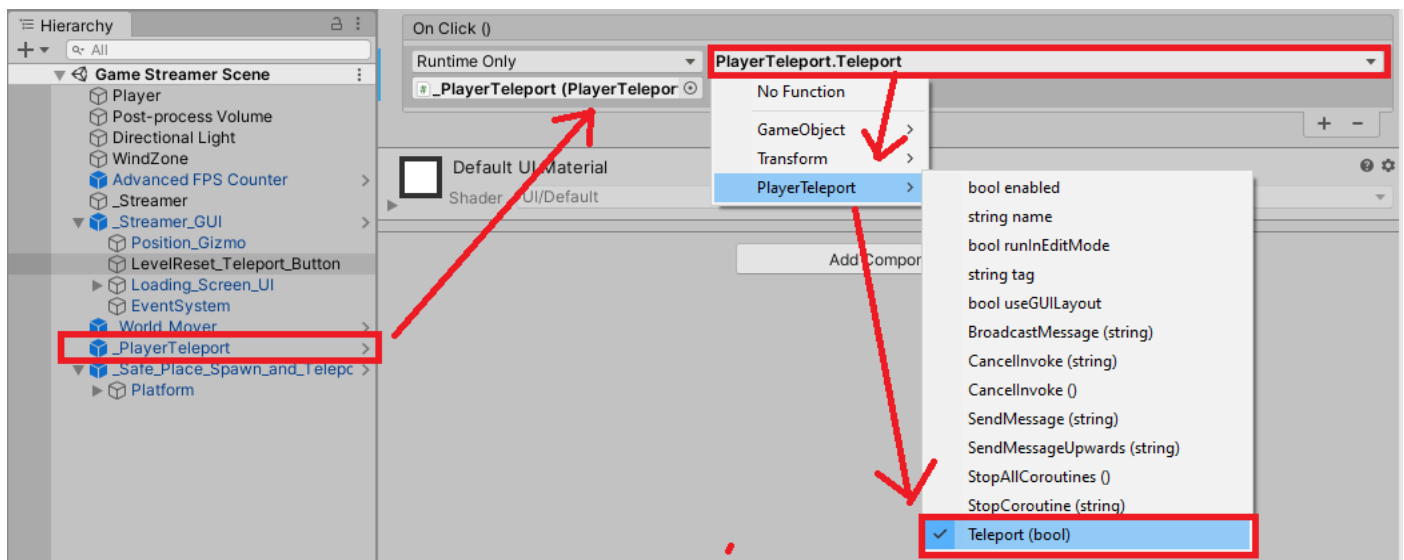 Hierarchy
All
Game Streamer Scene
Player
Post-process Volume
Directional Light
WindZone
Advanced FPS Counter
_Streamer
_Streamer_GUI
Position_Gizmo
LevelReset_Teleport_Button
Loading_Screen_UI
EventSystem
_World_Mover
_PlayerTeleport
_Safe_Place_Spawn_and_Telepc
Platform
On Click ()
Runtime Only
PlayerTeleport.Teleport
# _PlayerTeleport (PlayerTelepor
No Function
GameObject
Transform
PlayerTeleport
Default UI Material
Shader UI/Default
Add Compor
bool enabled
string name
bool runInEditMode
string tag
bool useGUILayout
BroadcastMessage (string)
CancelInvoke (string)
CancelInvoke ()
SendMessage (string)
SendMessageUpwards (string)
StopAllCoroutines ()
StopCoroutine (string)
Teleport (bool)